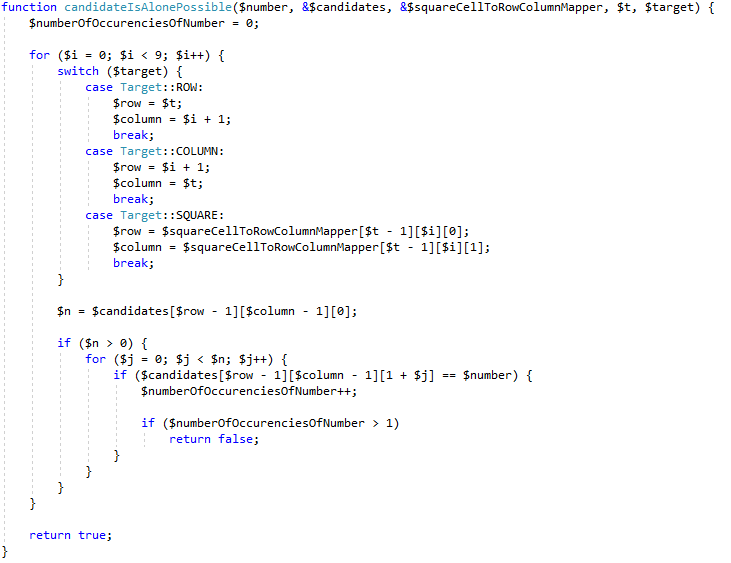 function candidateIsAlonePossible($number, &$candidates, &$squareCellToRowColumnMapper, $t, $target) {
    $numberOfOccurenciesOfNumber = 0;

    for ($i = 0; $i < 9; $i++) {
        switch ($target) {
            case Target::ROW:
                $row = $t;
                $column = $i + 1;
                break;
            case Target::COLUMN:
                $row = $i + 1;
                $column = $t;
                break;
            case Target::SQUARE:
                $row = $squareCellToRowColumnMapper[$t - 1][$i][0];
                $column = $squareCellToRowColumnMapper[$t - 1][$i][1];
                break;
        }

        $n = $candidates[$row - 1][$column - 1][0];

        if ($n > 0) {
            for ($j = 0; $j < $n; $j++) {
                if ($candidates[$row - 1][$column - 1][1 + $j] == $number) {
                    $numberOfOccurenciesOfNumber++;

                    if ($numberOfOccurenciesOfNumber > 1)
                        return false;
                }
            }
        }
    }

    return true;
}